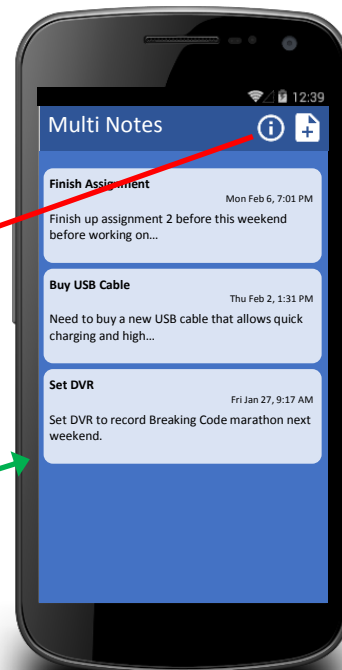 12:39
Multi Notes
Finish Assignment
Mon Feb 6, 7:01 PM
Finish up assignment 2 before this weekend
before working on...
Buy USB Cable
Thu Feb 2, 1:31 PM
Need to buy a new USB cable that allows quick
charging and high...
Set DVR
Fri Jan 27, 9:17 AM
Set DVR to record Breaking Code marathon next
weekend.